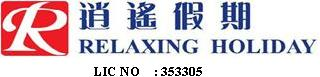 R 逍遙假期
RELAXING HOLIDAY
LIC NO : 353305